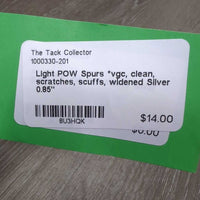 The Tack Collector
1000330-201
Light POW Spurs *vgc, clean,
scratches, scuffs, widened Silver
0.85"
$14.00
BU3HQK
$0.00